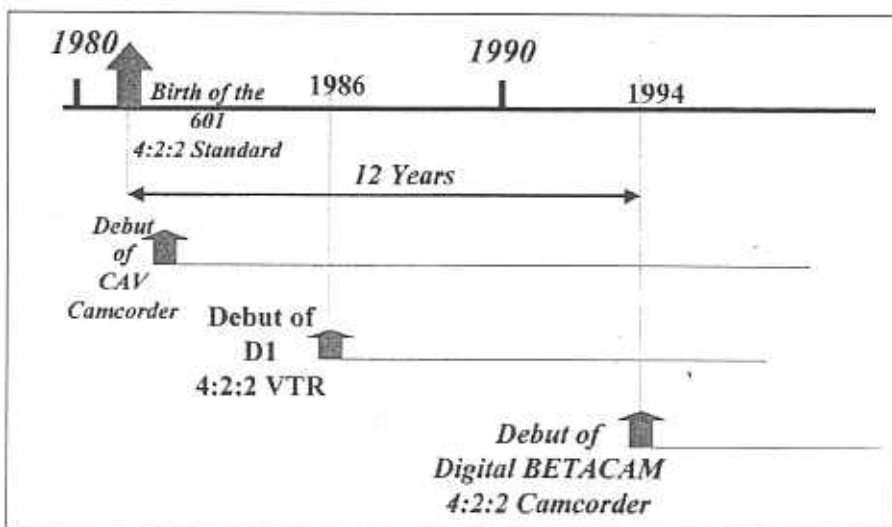 1980
1990
Birth of the
601
4:2:2 Standard
1986
1994
12 Years
Debut
of
CAV
Camcorder
Debut of
D1
4:2:2 VTR
Debut of
Digital BETACAM
4:2:2 Camcorder